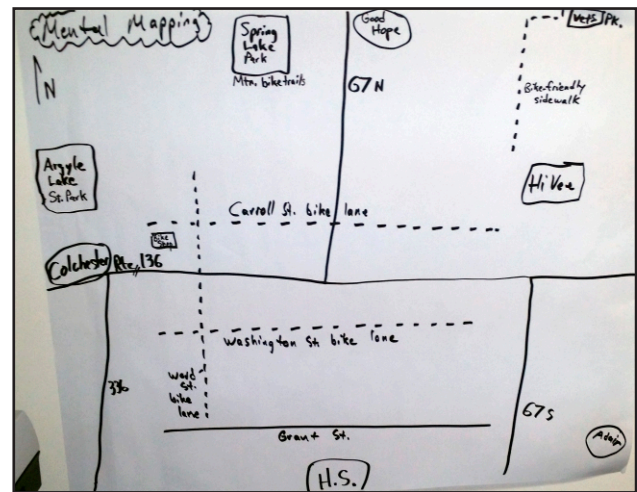 Mental Mapping
N
Spring
Lake
Park
Mtn. bike trails
Good
Hope
67 N
Vets Pk.
Bike-friendly
sidewalk
Argyle
Lake
St. Park
HiVee
Carroll St. bike lane
Bike
Shop
Colchester Rte. 136
Washington St. bike lane
336
Ward
St.
bike
lane
Grant St.
67 S
Adair
H.S.